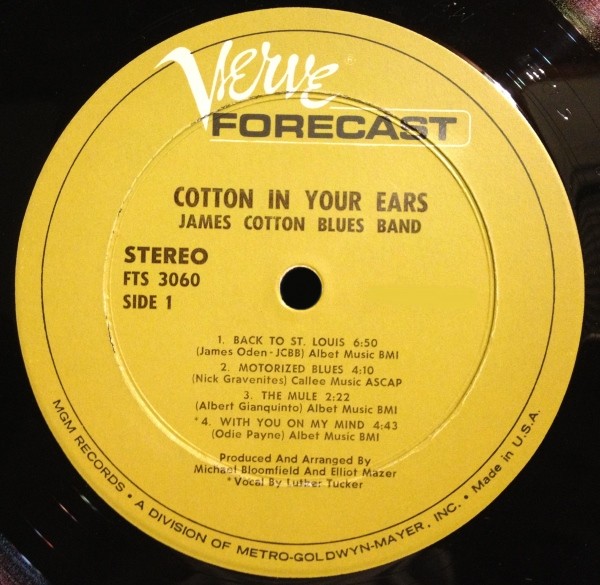 Verve ®
FORECAST
COTTON IN YOUR EARS
JAMES COTTON BLUES BAND
STEREO
FTS 3060
SIDE 1
1. BACK TO ST. LOUIS 6:50
(James Oden-JCBB) Albet Music BMI
2. MOTORIZED BLUES 4:10
(Nick Gravenites) Callee Music ASCAP
3. THE MULE 2:22
(Albert Gianquinto) Albet Music BMI
*4. WITH YOU ON MY MIND 4:43
(Odie Payne) Albet Music BMI
Produced And Arranged By
Michael Bloomfield And Elliot Mazer
*Vocal By Luther Tucker
MGM RECORDS • A DIVISION OF METRO-GOLDWYN-MAYER, INC. • Made in U.S.A.